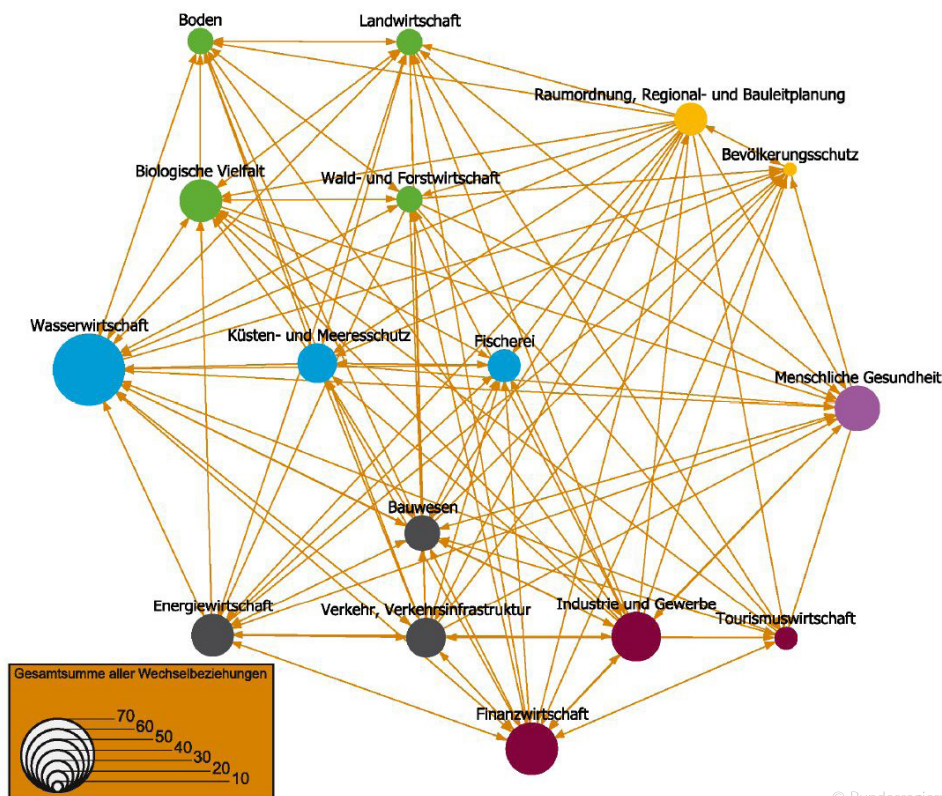 Boden
Landwirtschaft
Raumordnung, Regional- und Bauleitplanung
Bevölkerungsschutz
Biologische Vielfalt
Wald- und Forstwirtschaft
Wasserwirtschaft
Küsten- und Meeresschutz
Fischerei
Menschliche Gesundheit
Bauwesen
Energiewirtschaft
Verkehr, Verkehrsinfrastruktur
Industrie und Gewerbe
Tourismuswirtschaft
Finanzwirtschaft
Gesamtsumme aller Wechselbeziehungen
70
60
50
40
30
20
10
©